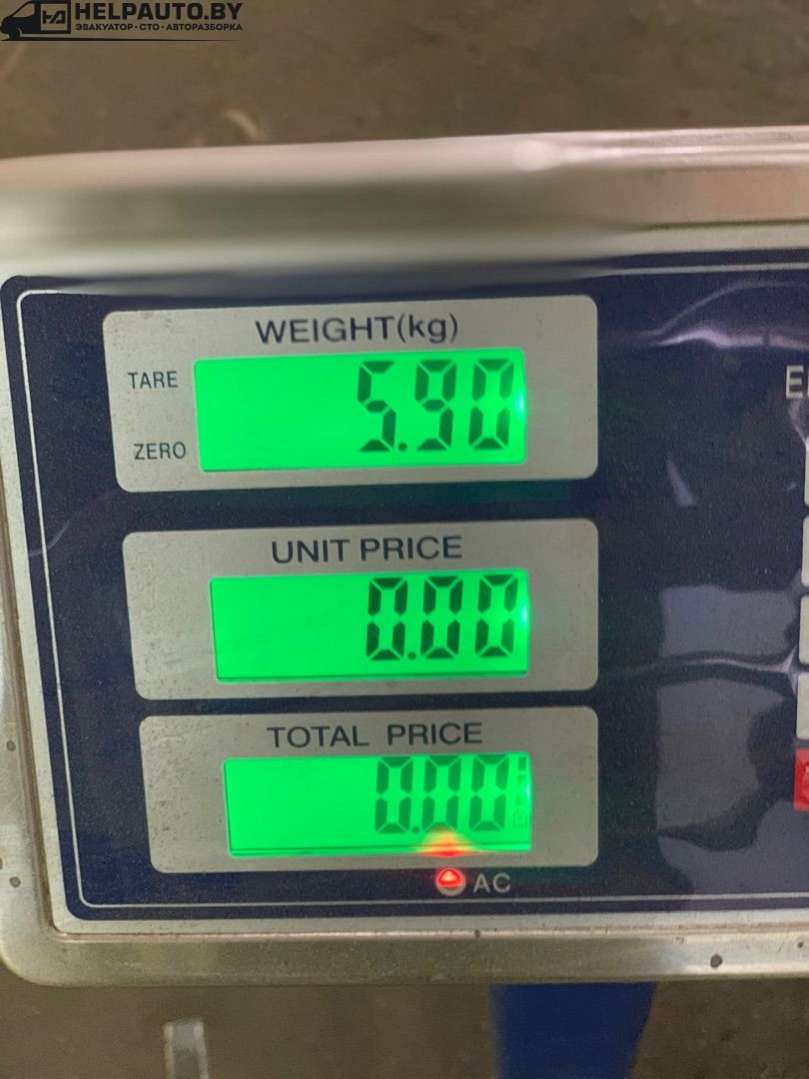 HELPAUTO.BY
ЭВАКУАТОР·СТО·АВТОРАЗБОРКА
WEIGHT(kg)
TARE
5.90
ZERO
UNIT PRICE
0.00
TOTAL PRICE
0.00
AC